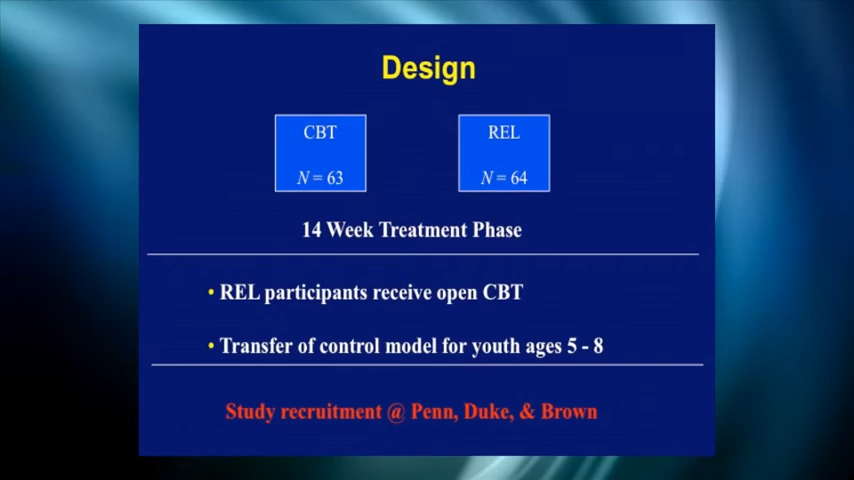 Design
CBT
REL
N = 63
N = 64
14 Week Treatment Phase
• REL participants receive open CBT
• Transfer of control model for youth ages 5 - 8
Study recruitment @ Penn, Duke, & Brown